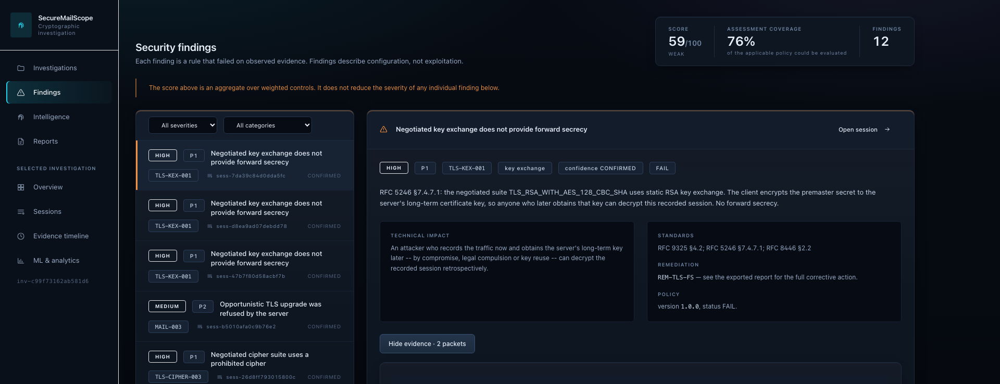 SecureMailScope
Cryptographic
investigation
Investigations
Findings
Intelligence
Reports
SELECTED INVESTIGATION
Overview
Sessions
Evidence timeline
ML & analytics
inv-c99f73162ab581d6
Security findings
Each finding is a rule that failed on observed evidence. Findings describe configuration, not exploitation.
SCORE
59/100
WEAK
ASSESSMENT COVERAGE
76%
of the applicable policy could be evaluated
FINDINGS
12
The score above is an aggregate over weighted controls. It does not reduce the severity of any individual finding below.
All severities
All categories
HIGH P1 Negotiated key exchange does not
provide forward secrecy
TLS-KEX-001 sess-7da39c84d0dda5fc CONFIRMED
HIGH P1 Negotiated key exchange does not
provide forward secrecy
TLS-KEX-001 sess-d8ea9ad07debdd78 CONFIRMED
HIGH P1 Negotiated key exchange does not
provide forward secrecy
TLS-KEX-001 sess-47b7f80d58acbf7b CONFIRMED
MEDIUM P2 Opportunistic TLS upgrade was
refused by the server
MAIL-003 sess-b5010afa0c9b76e2 CONFIRMED
HIGH P1 Negotiated cipher suite uses a
prohibited cipher
TLS-CIPHER-003 sess-26d8ff793015800c CONFIRMED
Negotiated key exchange does not provide forward secrecy
Open session →
HIGH P1 TLS-KEX-001 key exchange confidence CONFIRMED FAIL
RFC 5246 §7.4.7.1: the negotiated suite TLS_RSA_WITH_AES_128_CBC_SHA uses static RSA key exchange. The client encrypts the premaster secret to the
server's long-term certificate key, so anyone who later obtains that key can decrypt this recorded session. No forward secrecy.
TECHNICAL IMPACT
An attacker who records the traffic now and obtains the server's long-term key
later -- by compromise, legal compulsion or key reuse -- can decrypt the
recorded session retrospectively.
STANDARDS
RFC 9325 §4.2; RFC 5246 §7.4.7.1; RFC 8446 §2.2
REMEDIATION
REM-TLS-FS — see the exported report for the full corrective action.
POLICY
version 1.0.0, status FAIL.
Hide evidence · 2 packets